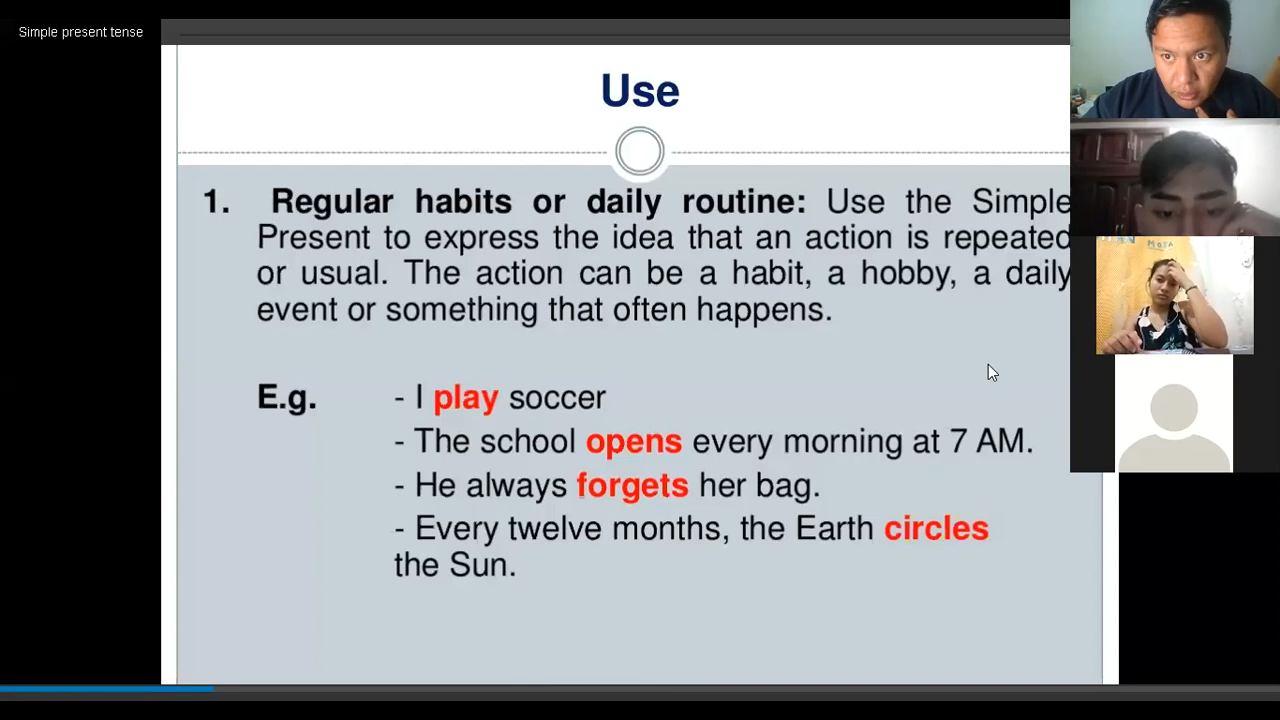 Simple present tense
Use
1. Regular habits or daily routine: Use the Simple
Present to express the idea that an action is repeated
or usual. The action can be a habit, a hobby, a daily
event or something that often happens.
E.g. - I play soccer
- The school opens every morning at 7 AM.
- He always forgets her bag.
- Every twelve months, the Earth circles
the Sun.